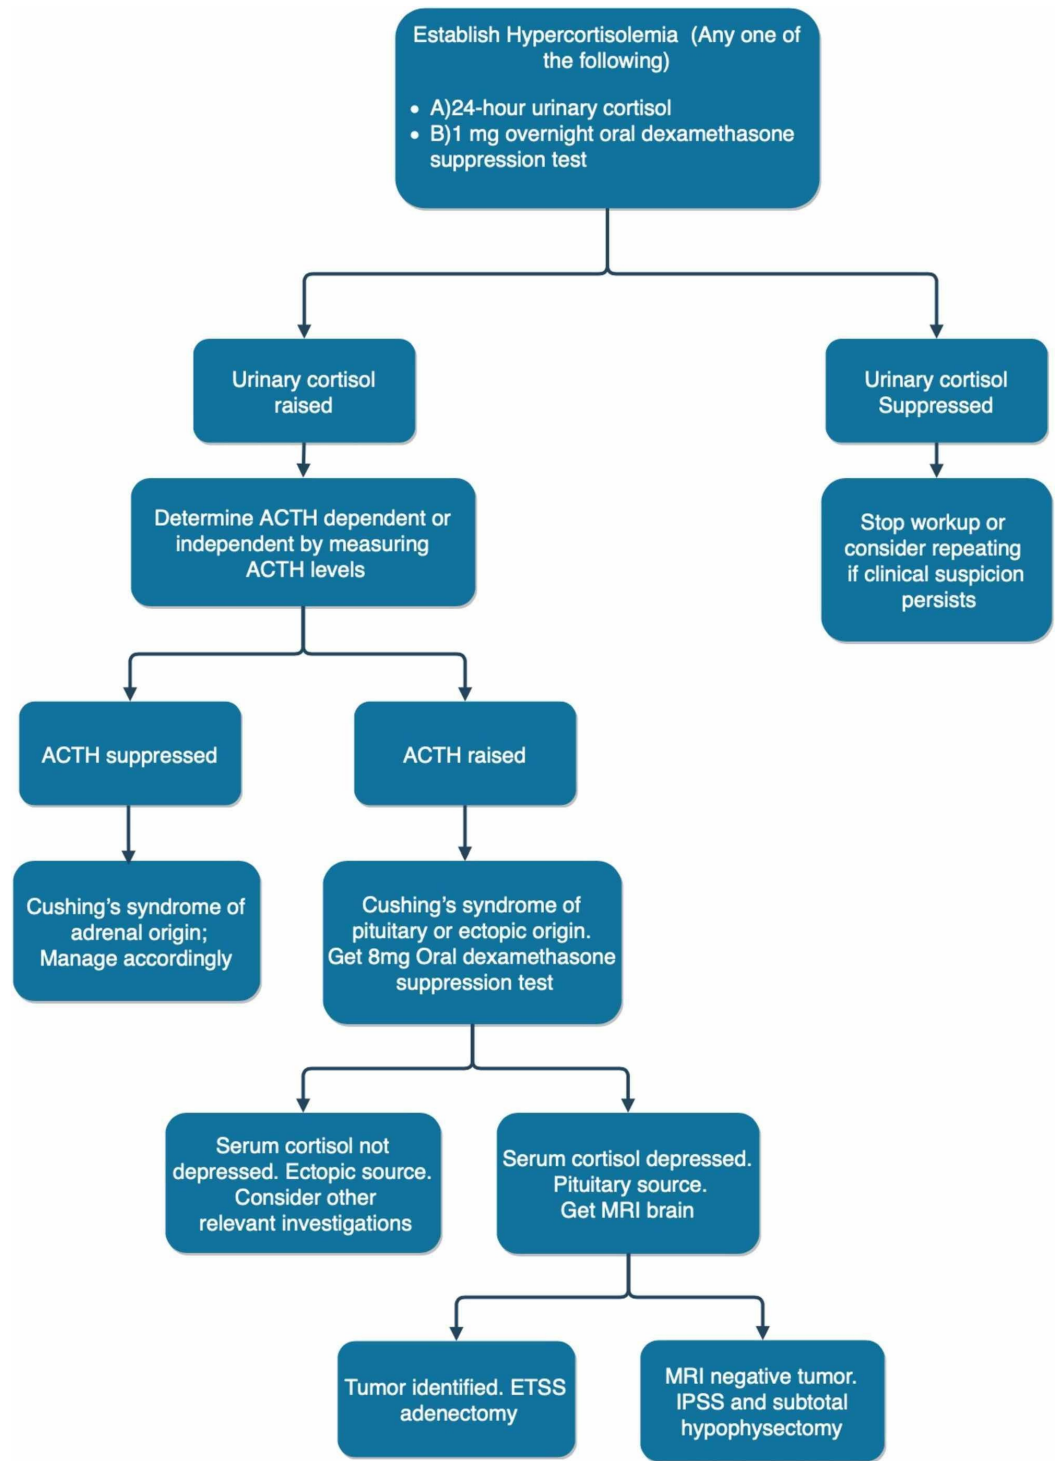 Establish Hypercortisolemia (Any one of
the following)
• A)24-hour urinary cortisol
• B)1 mg overnight oral dexamethasone
suppression test
Urinary cortisol
raised
Urinary cortisol
Suppressed
Determine ACTH dependent or
independent by measuring
ACTH levels
Stop workup or
consider repeating
if clinical suspicion
persists
ACTH suppressed
ACTH raised
Cushing’s syndrome of
adrenal origin;
Manage accordingly
Cushing’s syndrome of
pituitary or ectopic origin.
Get 8mg Oral dexamethasone
suppression test
Serum cortisol not
depressed. Ectopic source.
Consider other
relevant investigations
Serum cortisol depressed.
Pituitary source.
Get MRI brain
Tumor identified. ETSS
adenectomy
MRI negative tumor.
IPSS and subtotal
hypophysectomy